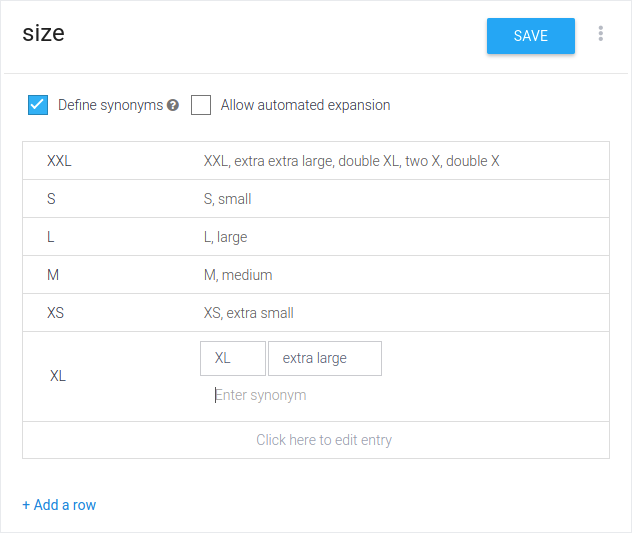 size
SAVE
Define synonyms ? Allow automated expansion
XXL XXL, extra extra large, double XL, two X, double X
S S, small
L L, large
M M, medium
XS XS, extra small
XL XL extra large
Enter synonym
Click here to edit entry
+ Add a row